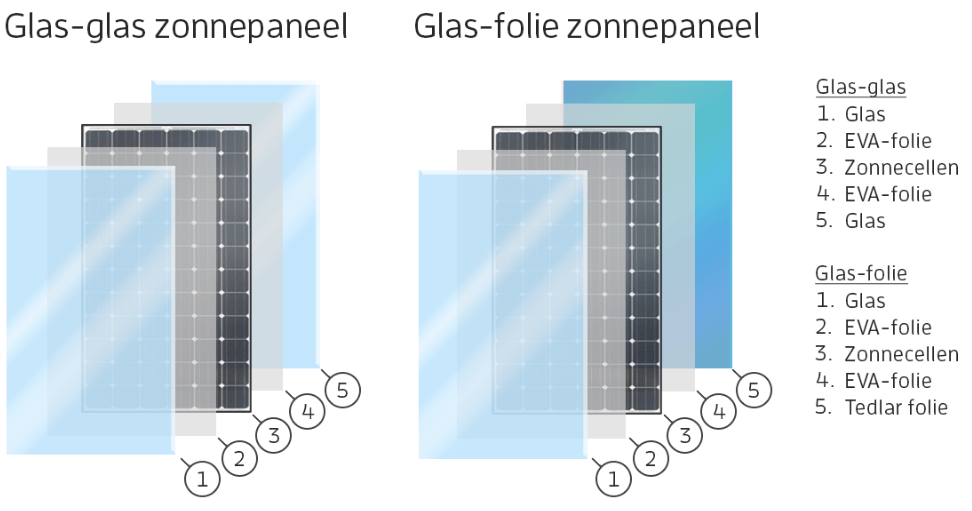 Glas-glas zonnepaneel
Glas-folie zonnepaneel
1
2
3
4
5
1
2
3
4
5
Glas-glas
1. Glas
2. EVA-folie
3. Zonnecellen
4. EVA-folie
5. Glas
Glas-folie
1. Glas
2. EVA-folie
3. Zonnecellen
4. EVA-folie
5. Tedlar folie